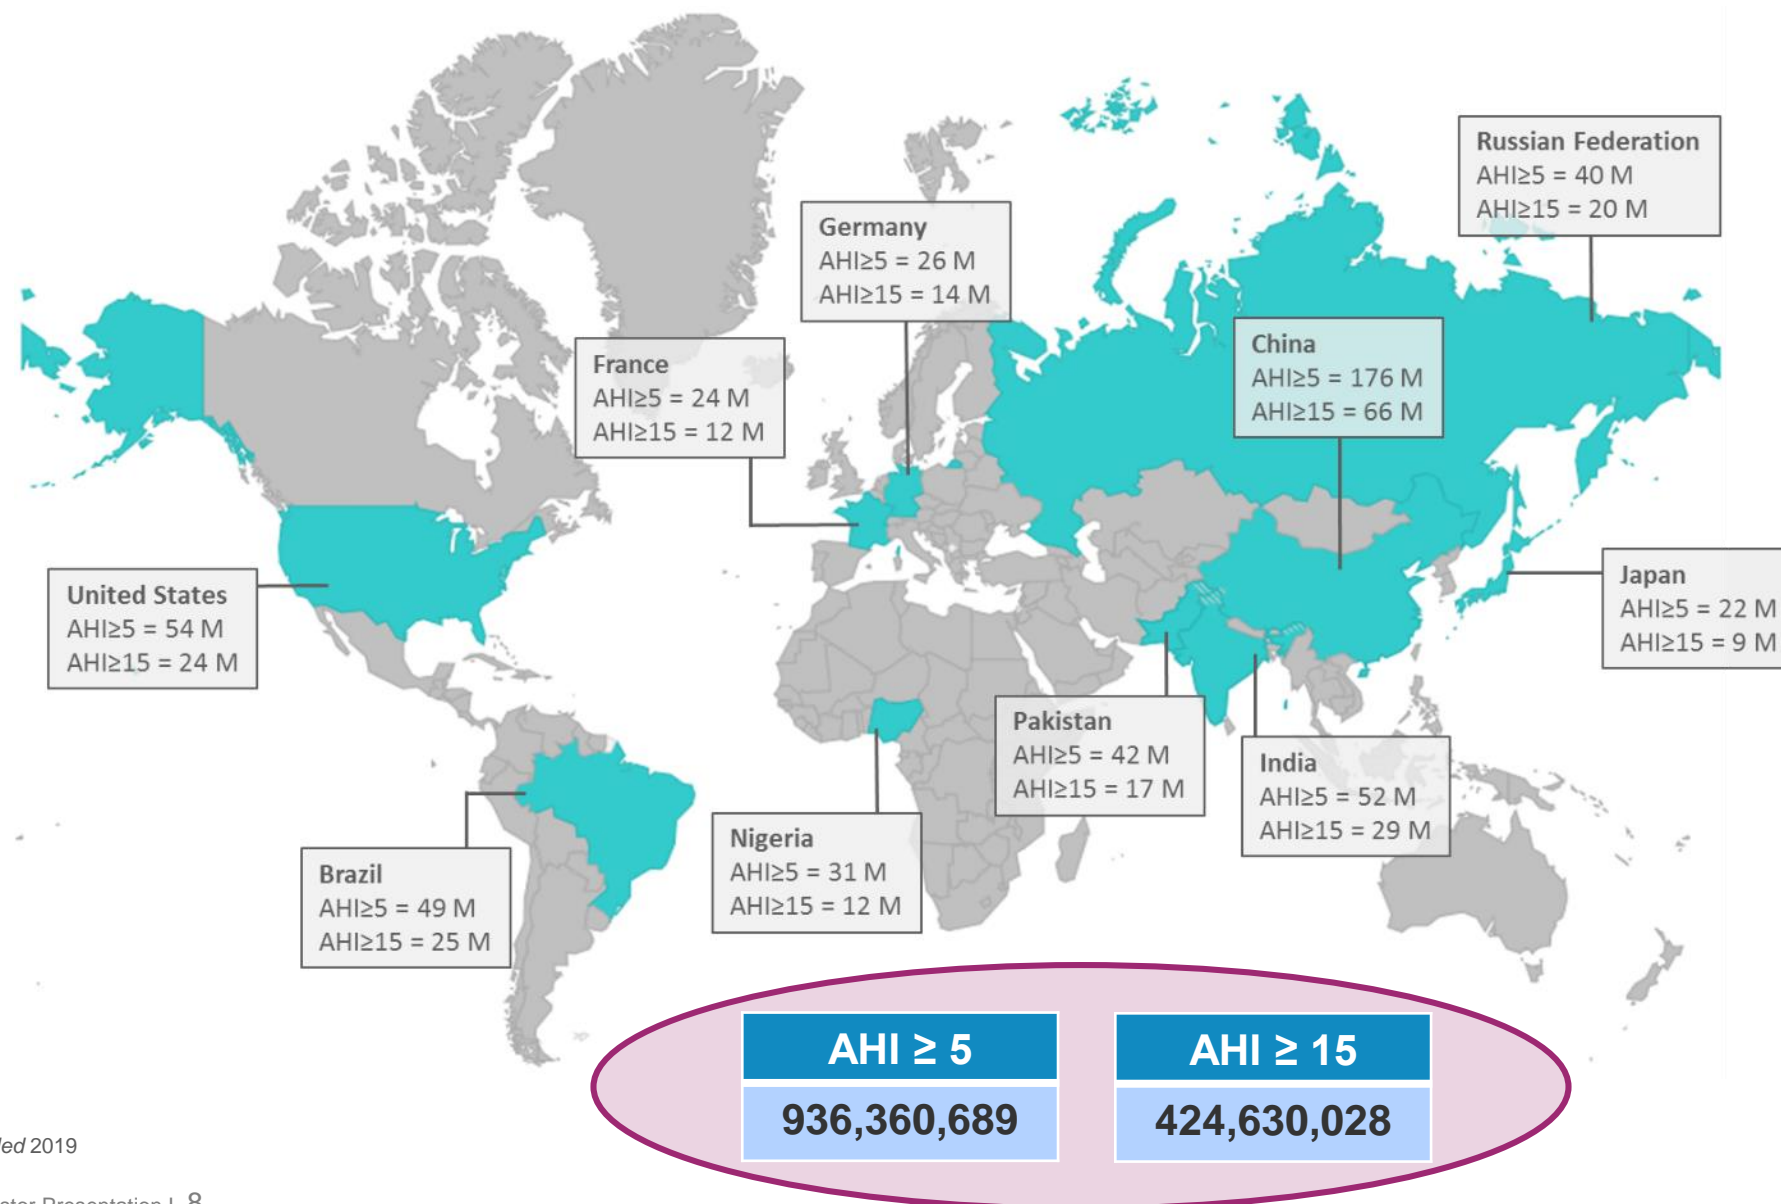 Russian Federation
AHI≥5 = 40 M
AHI≥15 = 20 M
Germany
AHI≥5 = 26 M
AHI≥15 = 14 M
China
AHI≥5 = 176 M
AHI≥15 = 66 M
France
AHI≥5 = 24 M
AHI≥15 = 12 M
United States
AHI≥5 = 54 M
AHI≥15 = 24 M
Japan
AHI≥5 = 22 M
AHI≥15 = 9 M
Pakistan
AHI≥5 = 42 M
AHI≥15 = 17 M
India
AHI≥5 = 52 M
AHI≥15 = 29 M
Nigeria
AHI≥5 = 31 M
AHI≥15 = 12 M
Brazil
AHI≥5 = 49 M
AHI≥15 = 25 M
AHI ≥ 5
936,360,689
AHI ≥ 15
424,630,028
2019
Presentation | 8